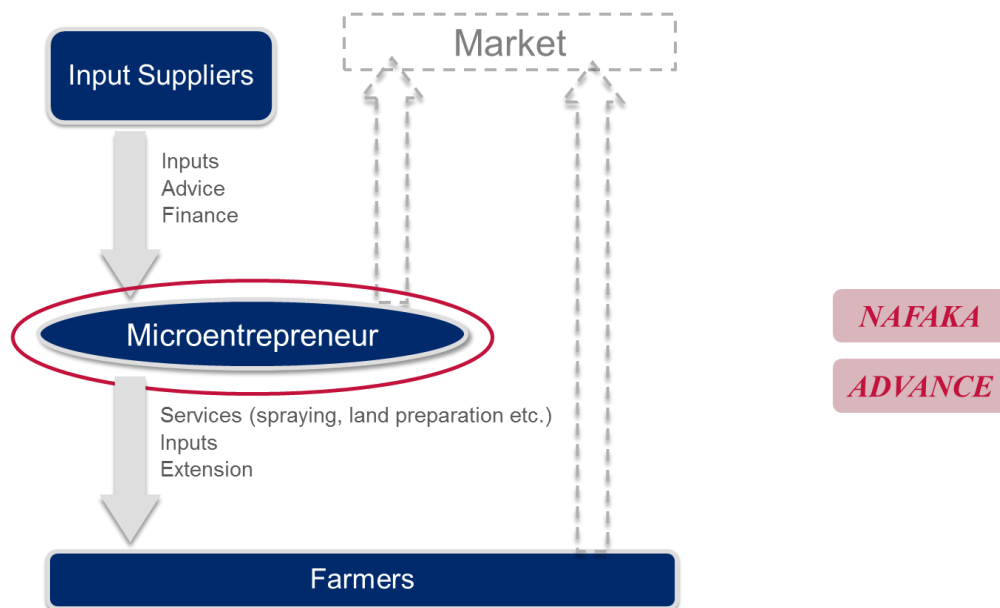 Market
Input Suppliers
Inputs
Advice
Finance
Microentrepreneur
NAFAKA
ADVANCE
Services (spraying, land preparation etc.)
Inputs
Extension
Farmers